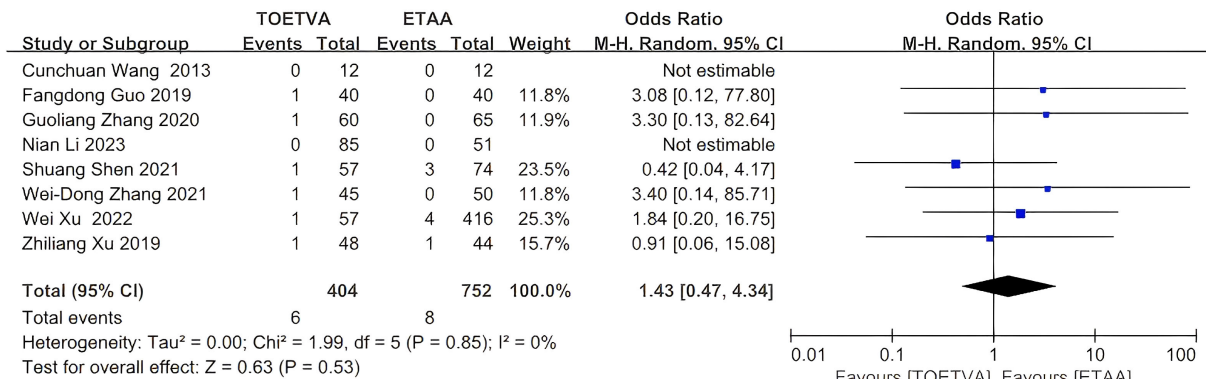 TOETVA ETAA Odds Ratio Odds Ratio
Study or Subgroup Events Total Events Total Weight M-H. Random. 95% CI M-H. Random. 95% CI
Cunchuan Wang 2013 0 12 0 12 Not estimable
Fangdong Guo 2019 1 40 0 40 11.8% 3.08 [0.12, 77.80]
Guoliang Zhang 2020 1 60 0 65 11.9% 3.30 [0.13, 82.64]
Nian Li 2023 0 85 0 51 Not estimable
Shuang Shen 2021 1 57 3 74 23.5% 0.42 [0.04, 4.17]
Wei-Dong Zhang 2021 1 45 0 50 11.8% 3.40 [0.14, 85.71]
Wei Xu 2022 1 57 4 416 25.3% 1.84 [0.20, 16.75]
Zhiliang Xu 2019 1 48 1 44 15.7% 0.91 [0.06, 15.08]
Total (95% CI) 404 752 100.0% 1.43 [0.47, 4.34]
Total events 6 8
Heterogeneity: Tau² = 0.00; Chi² = 1.99, df = 5 (P = 0.85); I² = 0%
Test for overall effect: Z = 0.63 (P = 0.53)
0.01 0.1 1 10 100
Favours [TOETVA] Favours [ETAA]